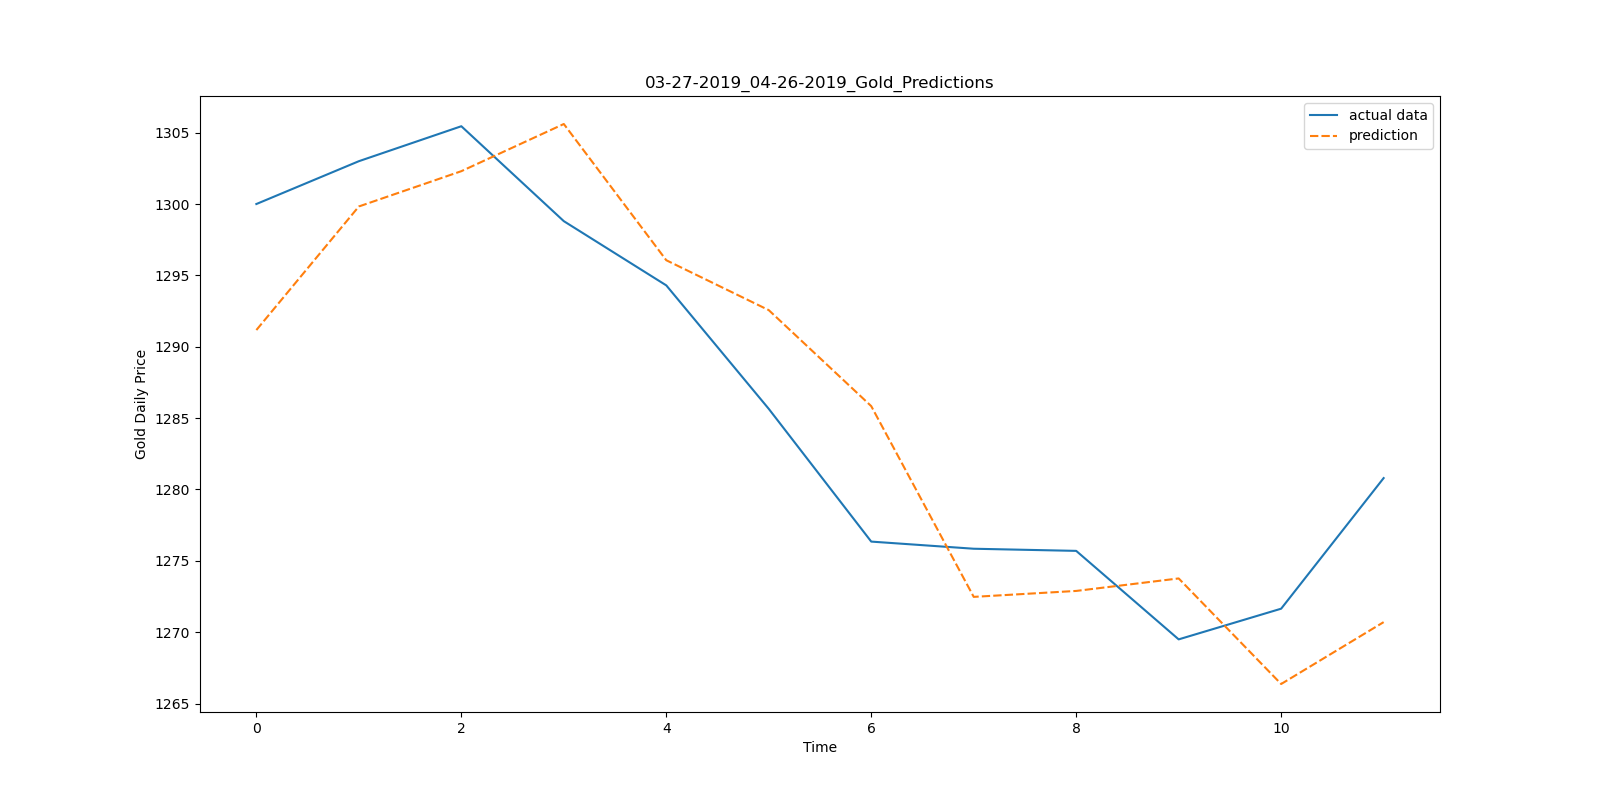 03-27-2019_04-26-2019_Gold_Predictions
actual data
prediction
Gold Daily Price
1305
1300
1295
1290
1285
1280
1275
1270
1265
0 2 4 6 8 10
Time